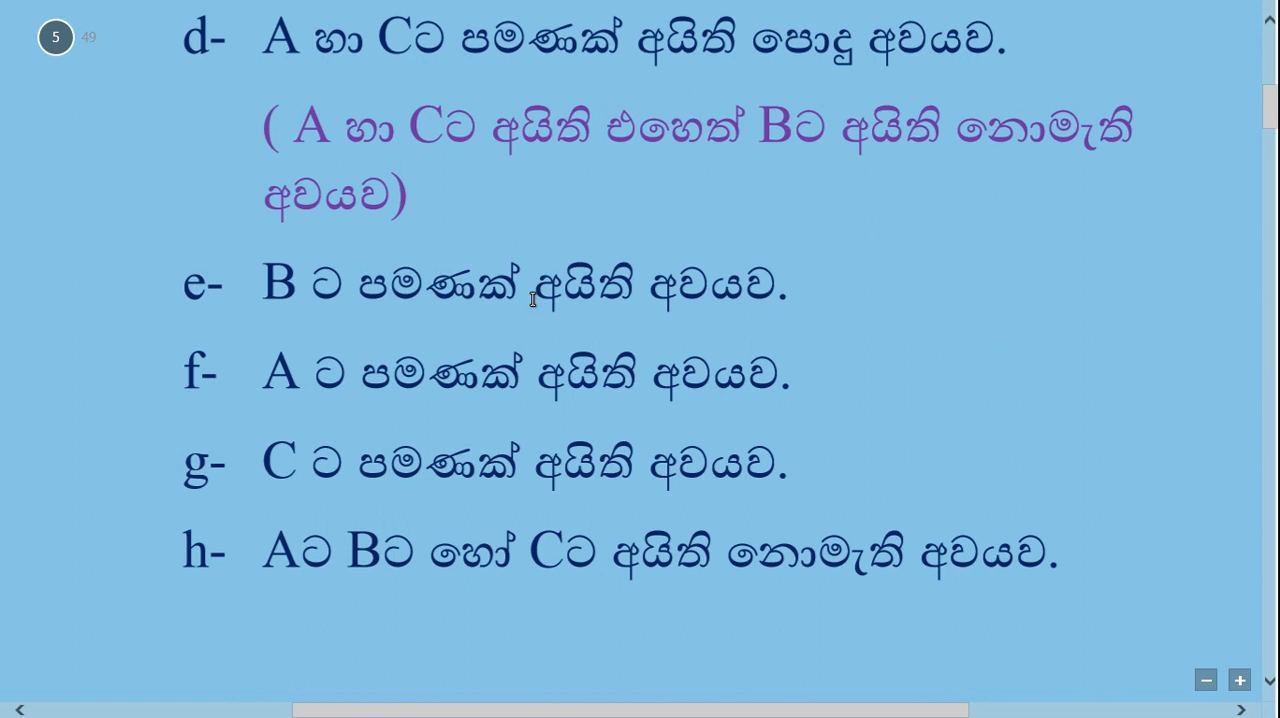 5 49
d- A හා Cට පමණක් අයිති පොදු අවයව.
( A හා Cට අයිති එහෙත් Bට අයිති නොමැති
අවයව)
e- B ට පමණක් අයිති අවයව.
f- A ට පමණක් අයිති අවයව.
g- C ට පමණක් අයිති අවයව.
h- Aට Bට හෝ Cට අයිති නොමැති අවයව.